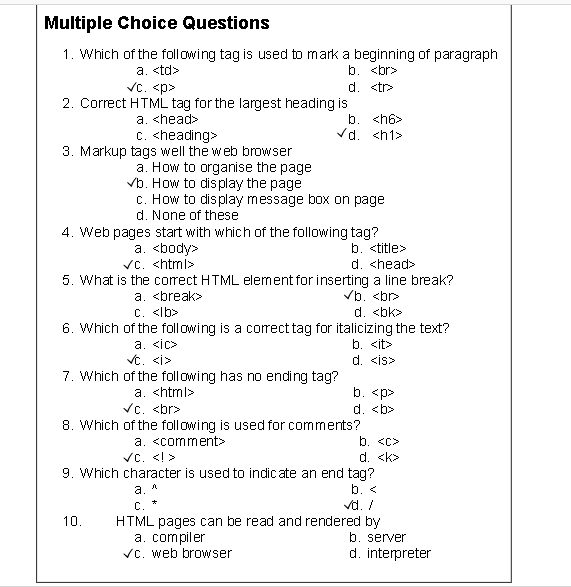 Multiple Choice Questions
1. Which of the following tag is used to mark a beginning of paragraph
a. <td> b. <br>
✓c. <p> d. <tr>
2. Correct HTML tag for the largest heading is
a. <head> b. <h6>
c. <heading> ✓d. <h1>
3. Markup tags well the web browser
a. How to organise the page
✓b. How to display the page
c. How to display message box on page
d. None of these
4. Web pages start with which of the following tag?
a. <body> b. <title>
✓c. <html> d. <head>
5. What is the correct HTML element for inserting a line break?
a. <break> ✓b. <br>
c. <lb> d. <bk>
6. Which of the following is a correct tag for italicizing the text?
a. <ic> b. <it>
✓c. <i> d. <is>
7. Which of the following has no ending tag?
a. <html> b. <p>
✓c. <br> d. <b>
8. Which of the following is used for comments?
a. <comment> b. <c>
✓c. <! > d. <k>
9. Which character is used to indicate an end tag?
a. ^ b. <
c. * ✓d. /
10. HTML pages can be read and rendered by
a. compiler b. server
✓c. web browser d. interpreter